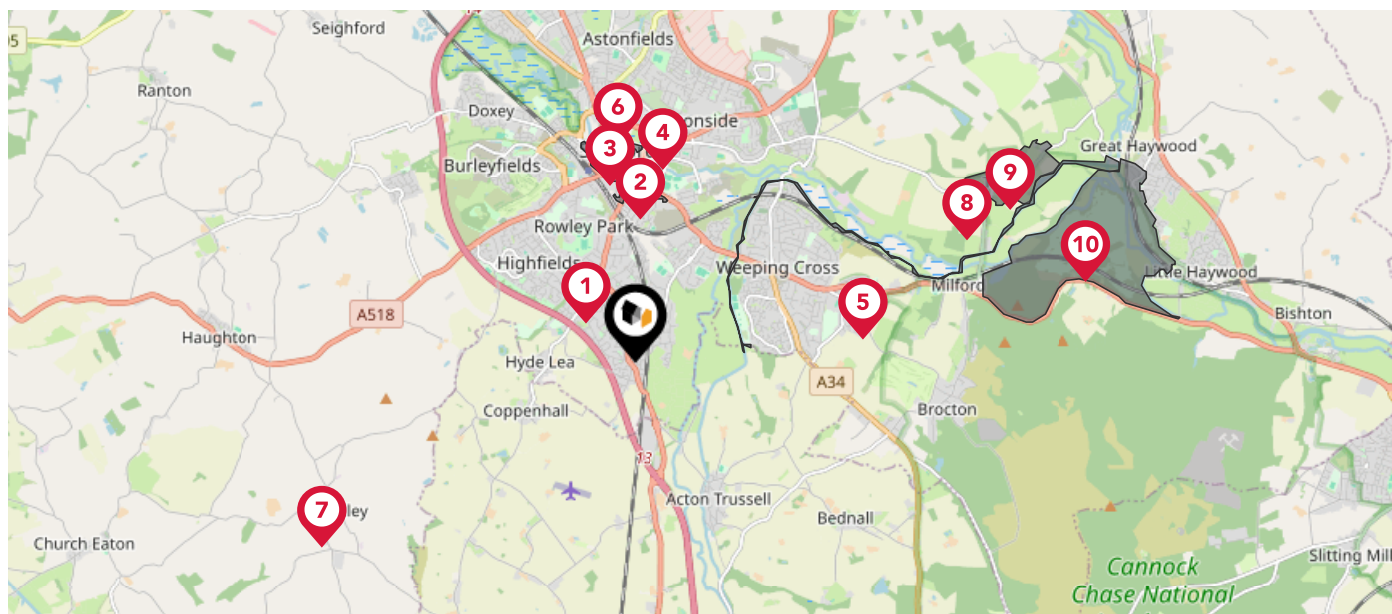 14
Seighford
Astonfields
Ranton
Doxey
6
4
onside
3
Burleyfields
Great Haywood
9
2
8
Rowley Park
10
Highfields
Weeping Cross
Little Haywood
1
Milford
5
A518
Bishton
Haughton
Hyde Lea
A34
Coppenhall
Brocton
13
Acton Trussell
7
ley
Bednall
Church Eaton
Slitting Mill
Cannock
Chase National